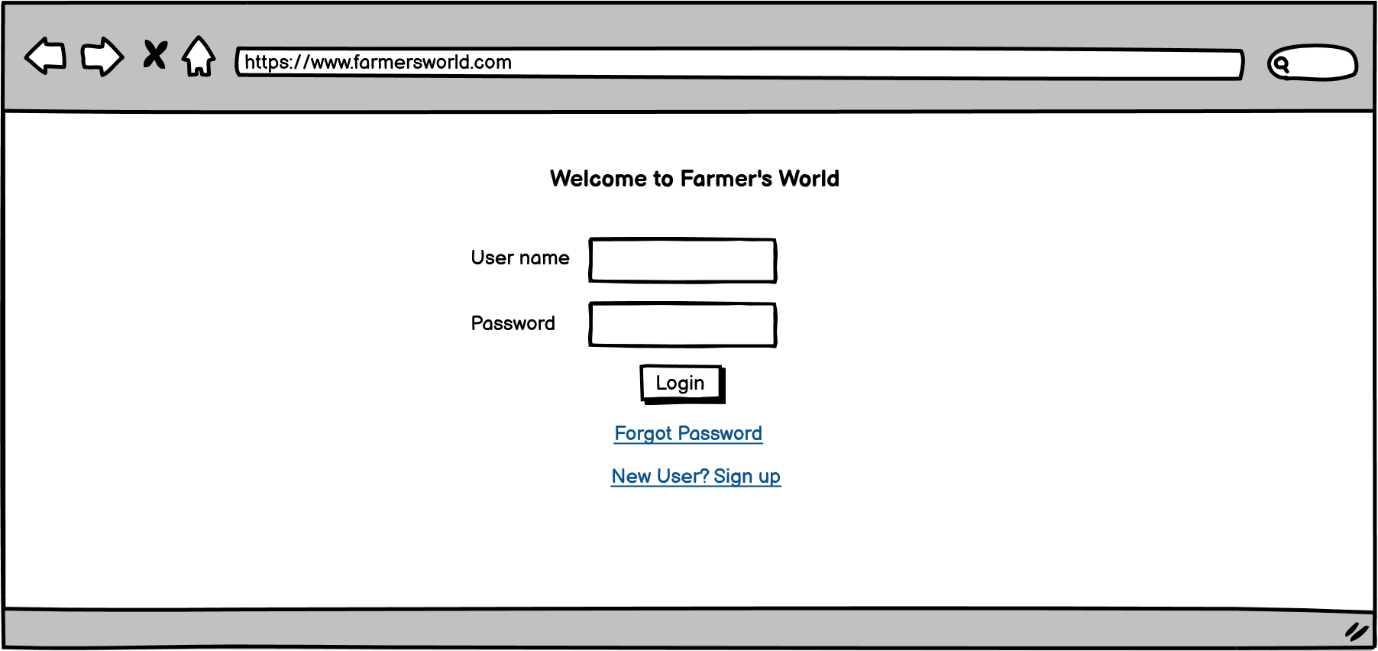 https://www.farmersworld.com
Welcome to Farmer's World
User name
Password
Login
Forgot Password
New User? Sign up